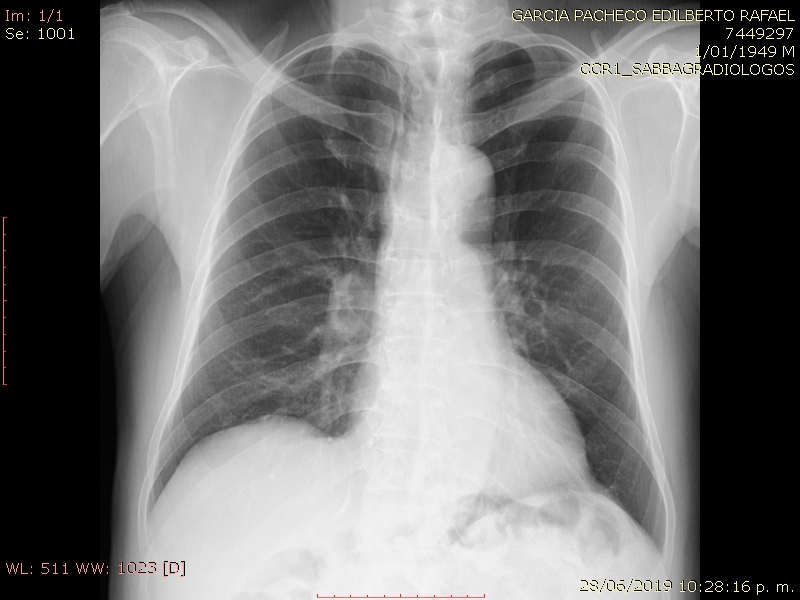 Im: 1/1
Se: 1001
GARCIA PACHECO EDILBERTO RAFAEL
7449297
1/01/1949 M
CCR1_SABBAGRADIOLOGOS
WL: 511 WW: 1023 [D]
28/06/2019 10:28:16 p. m.